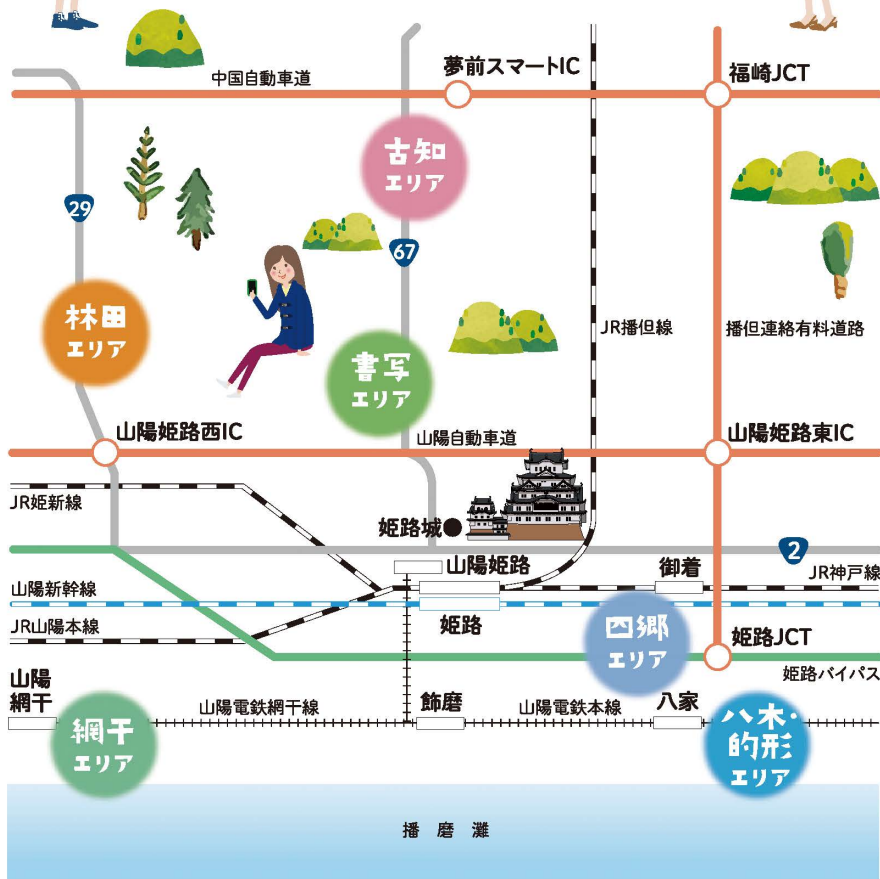 中国自動車道
夢前スマートIC
福崎JCT
古知
エリア
29
67
林田
エリア
JR播但線
播但連絡有料道路
書写
エリア
山陽姫路西IC
山陽自動車道
山陽姫路東IC
JR姫新線
姫路城
2
山陽姫路
御着
JR神戸線
山陽新幹線
姫路
四郷
エリア
JR山陽本線
姫路JCT
姫路バイパス
山陽
網干
山陽電鉄網干線
飾磨
山陽電鉄本線
八家
網干
エリア
八木・
的形
エリア
播磨灘